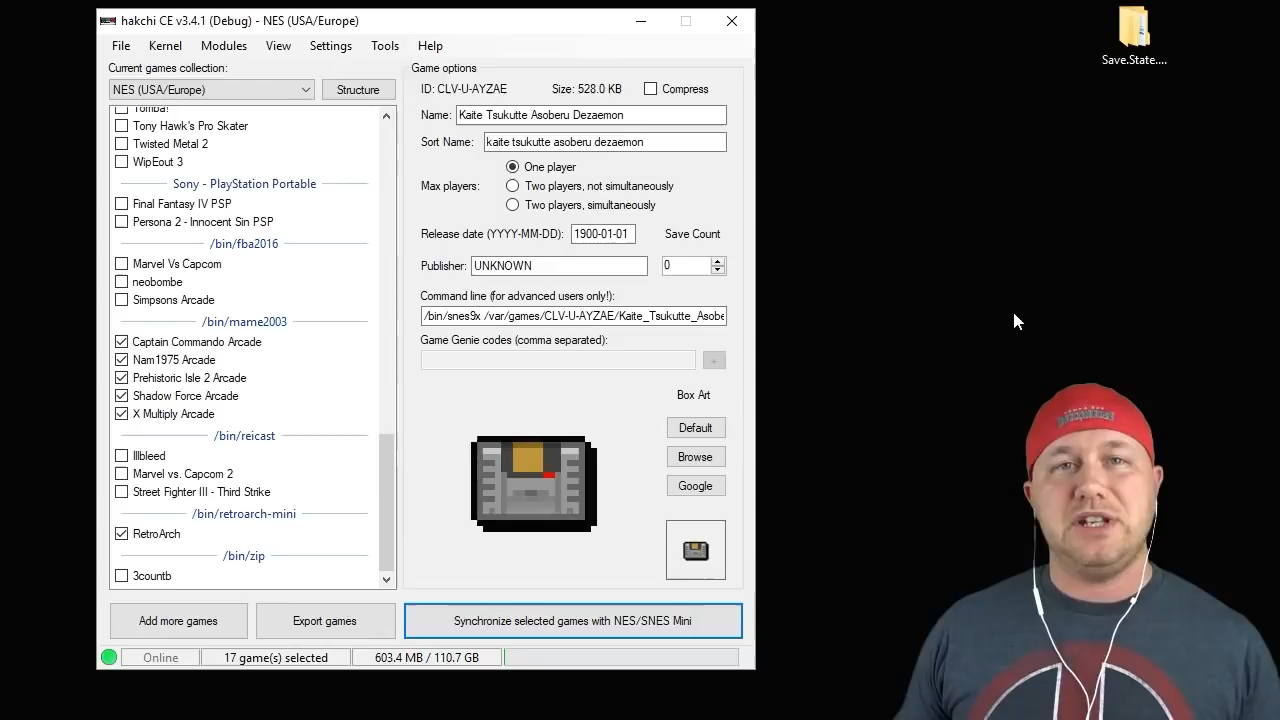 hakchi CE v3.4.1 (Debug) - NES (USA/Europe)
File Kernel Modules View Settings Tools Help
Current games collection:
NES (USA/Europe)
Structure
Tomba!
Tony Hawk's Pro Skater
Twisted Metal 2
WipEout 3
Sony - PlayStation Portable
Final Fantasy IV PSP
Persona 2 - Innocent Sin PSP
/bin/fba2016
Marvel Vs Capcom
neobombe
Simpsons Arcade
/bin/mame2003
Captain Commando Arcade
Nam1975 Arcade
Prehistoric Isle 2 Arcade
Shadow Force Arcade
X Multiply Arcade
/bin/reicast
Illbleed
Marvel vs. Capcom 2
Street Fighter III - Third Strike
/bin/retroarch-mini
RetroArch
/bin/zip
3countb
Add more games
Export games
Game options
ID: CLV-U-AYZAE Size: 528.0 KB Compress
Name: Kaite Tsukutte Asoberu Dezaemon
Sort Name: kaite tsukutte asoberu dezaemon
Max players:
One player
Two players, not simultaneously
Two players, simultaneously
Release date (YYYY-MM-DD): 1900-01-01 Save Count
Publisher: UNKNOWN 0
Command line (for advanced users only!):
/bin/snes9x /var/games/CLV-U-AYZAE/Kaite_Tsukutte_Asobe
Game Genie codes (comma separated):
+
Box Art
Default
Browse
Google
Synchronize selected games with NES/SNES Mini
Online 17 game(s) selected 603.4 MB / 110.7 GB
Save.State....